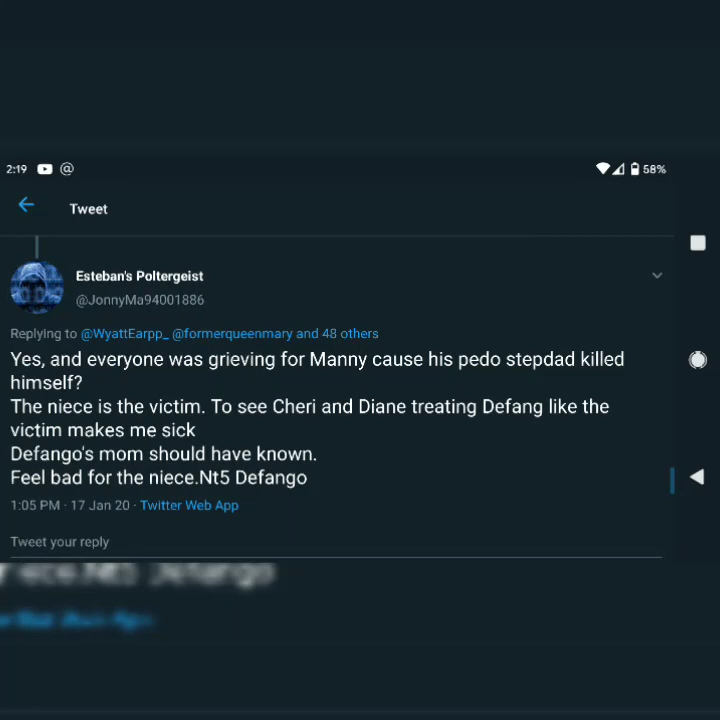 2:19 58%
Tweet
Esteban's Poltergeist
@JonnyMa94001886
Replying to @WyattEarpp_ @formerqueenmary and 48 others
Yes, and everyone was grieving for Manny cause his pedo stepdad killed
himself?
The niece is the victim. To see Cheri and Diane treating Defang like the
victim makes me sick
Defango's mom should have known.
Feel bad for the niece.Nt5 Defango
1:05 PM · 17 Jan 20 · Twitter Web App
Tweet your reply